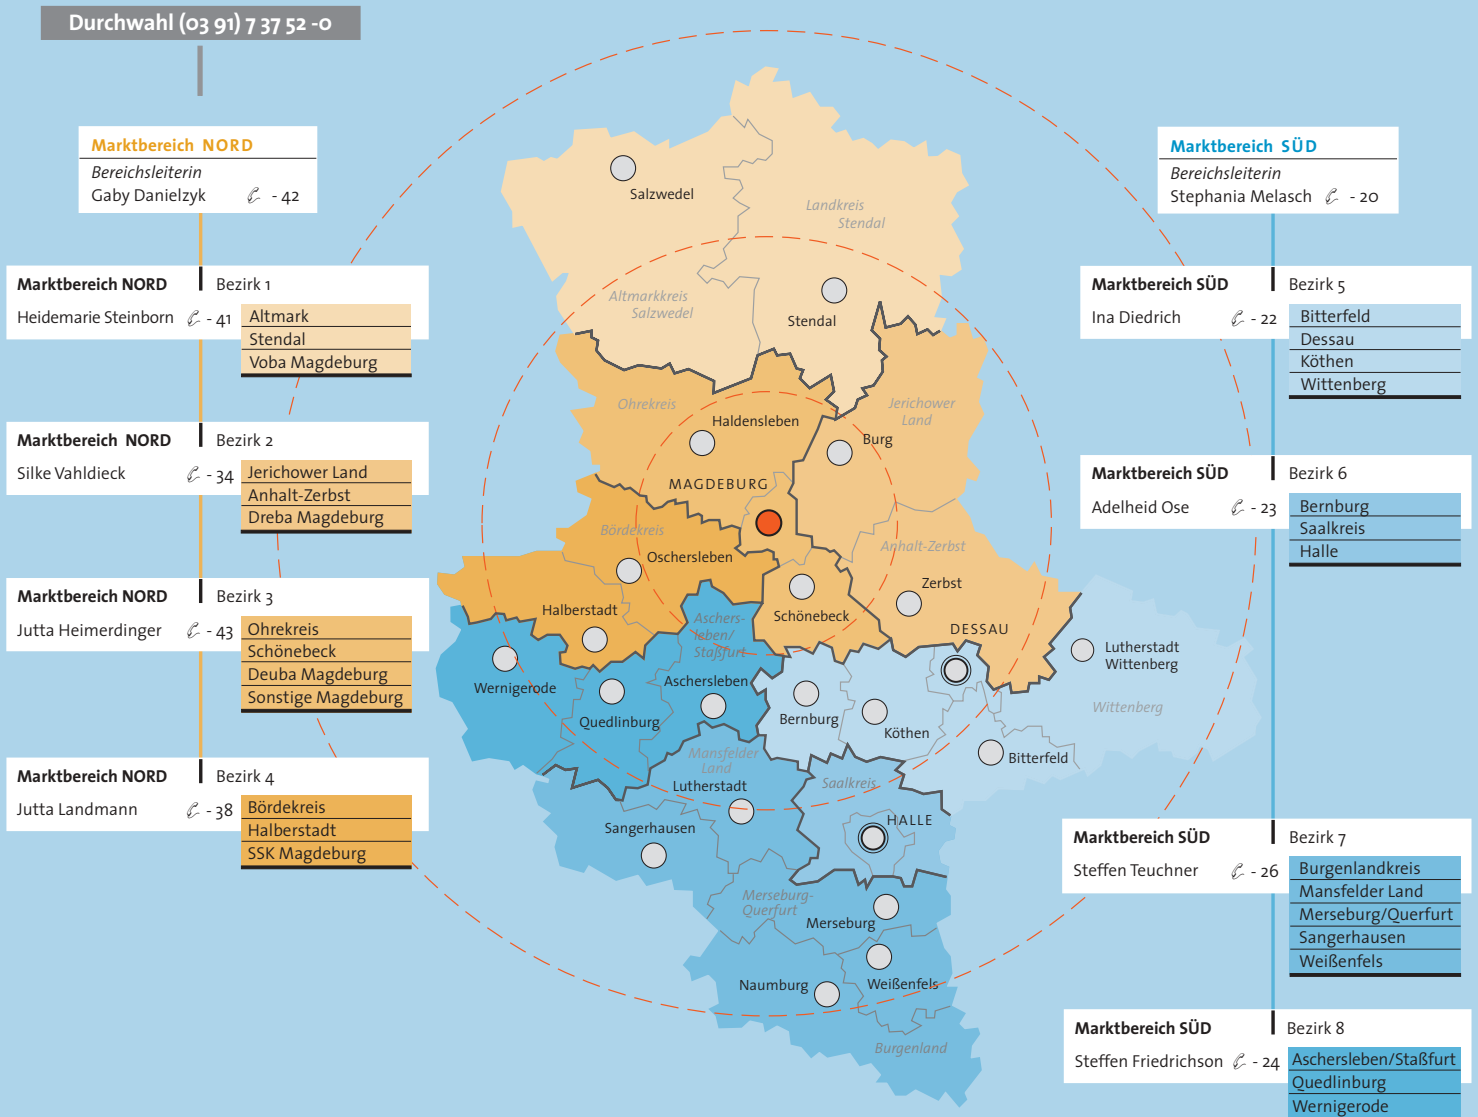 Durchwahl (03 91) 7 37 52 -0
Marktbereich NORD
Bereichsleiterin
Gaby Danielzyk - 42
Marktbereich NORD Bezirk 1
Heidemarie Steinborn - 41
Altmark
Stendal
Voba Magdeburg
Marktbereich NORD Bezirk 2
Silke Vahldieck - 34
Jerichower Land
Anhalt-Zerbst
Dreba Magdeburg
Marktbereich NORD Bezirk 3
Jutta Heimerdinger - 43
Ohrekreis
Schönebeck
Deuba Magdeburg
Sonstige Magdeburg
Marktbereich NORD Bezirk 4
Jutta Landmann - 38
Bördekreis
Halberstadt
SSK Magdeburg
Salzwedel
Landkreis
Stendal
Altmarkkreis
Salzwedel
Stendal
Ohrekreis
Haldensleben
Jerichower
Land
Burg
MAGDEBURG
Bördekreis
Oschersleben
Anhalt-Zerbst
Zerbst
Halberstadt
Schönebeck
Aschers-
leben/
Staßfurt
DESSAU
Lutherstadt
Wittenberg
Wernigerode
Aschersleben
Quedlinburg
Bernburg
Köthen
Wittenberg
Bitterfeld
Mansfelder
Land
Lutherstadt
Saalkreis
Sangerhausen
HALLE
Merseburg-
Querfurt
Merseburg
Naumburg
Weißenfels
Burgenland
Marktbereich SÜD
Bereichsleiterin
Stephania Melasch - 20
Marktbereich SÜD Bezirk 5
Ina Diedrich - 22
Bitterfeld
Dessau
Köthen
Wittenberg
Marktbereich SÜD Bezirk 6
Adelheid Ose - 23
Bernburg
Saalkreis
Halle
Marktbereich SÜD Bezirk 7
Steffen Teuchner - 26
Burgenlandkreis
Mansfelder Land
Merseburg/Querfurt
Sangerhausen
Weißenfels
Marktbereich SÜD Bezirk 8
Steffen Friedrichson - 24
Aschersleben/Staßfurt
Quedlinburg
Wernigerode